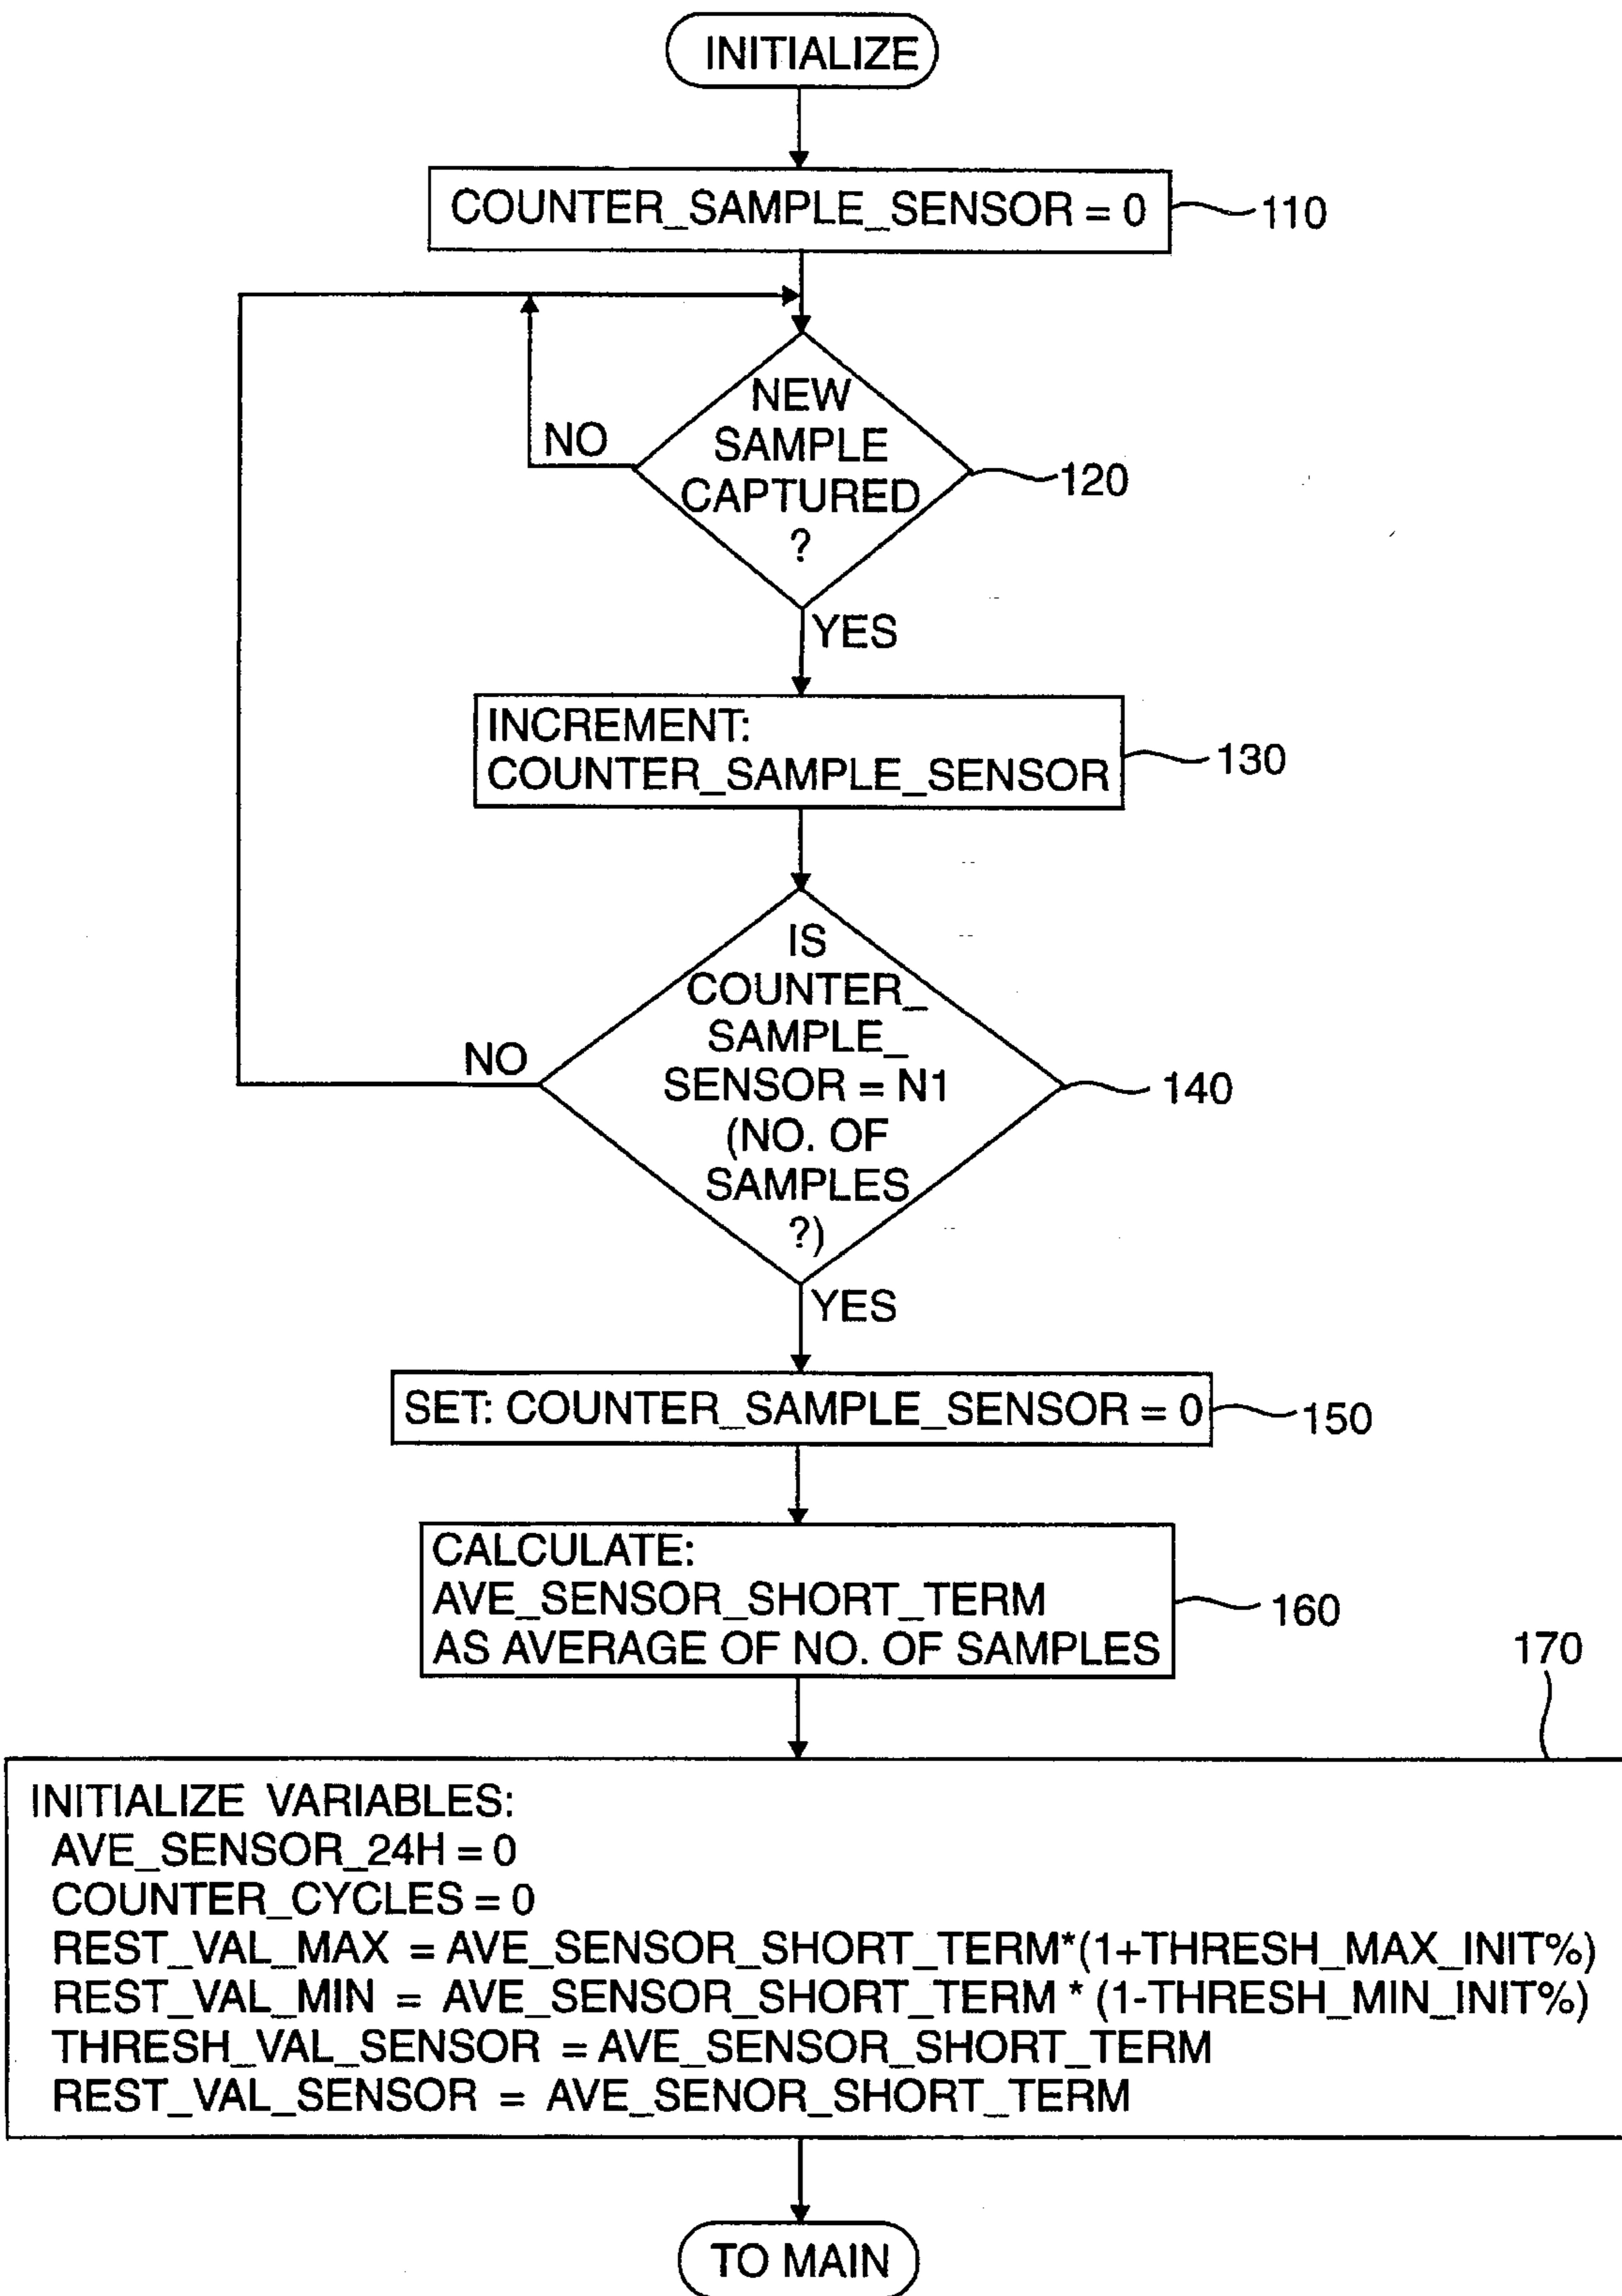 INITIALIZE
COUNTER_SAMPLE_SENSOR = 0
110
NEW
SAMPLE
CAPTURED
?
NO
120
YES
INCREMENT:
COUNTER_SAMPLE_SENSOR
130
IS
COUNTER_
SAMPLE_
SENSOR = N1
(NO. OF
SAMPLES
?)
NO
140
YES
SET: COUNTER_SAMPLE_SENSOR = 0
150
CALCULATE:
AVE_SENSOR_SHORT_TERM
AS AVERAGE OF NO. OF SAMPLES
160
170
INITIALIZE VARIABLES:
AVE_SENSOR_24H = 0
COUNTER_CYCLES = 0
REST_VAL_MAX = AVE_SENSOR_SHORT_TERM*(1+THRESH_MAX_INIT%)
REST_VAL_MIN = AVE_SENSOR_SHORT_TERM * (1-THRESH_MIN_INIT%)
THRESH_VAL_SENSOR = AVE_SENSOR_SHORT_TERM
REST_VAL_SENSOR = AVE_SENOR_SHORT_TERM
TO MAIN